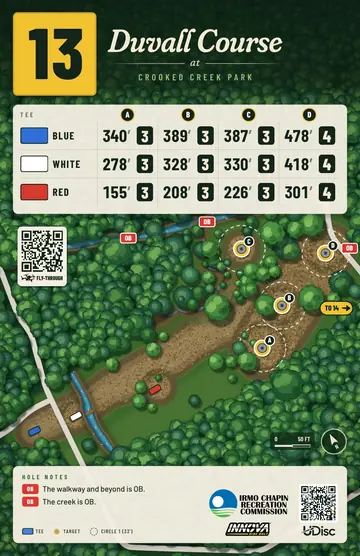 13
Duvall Course
at
CROOKED CREEK PARK
TEE A B C D
BLUE 340' 3 389' 3 387' 3 478' 4
WHITE 278' 3 328' 3 330' 3 418' 4
RED 155' 3 208' 3 226' 3 301' 4
FLY-THROUGH
OB
OB
OB
C
D
B
TO 14
A
0 50 FT
HOLE NOTES
OB The walkway and beyond is OB.
OB The creek is OB.
TEE TARGET CIRCLE 1 (33')
IRMO CHAPIN
RECREATION
COMMISSION
INNOVA
DISC GOLF
UDisc